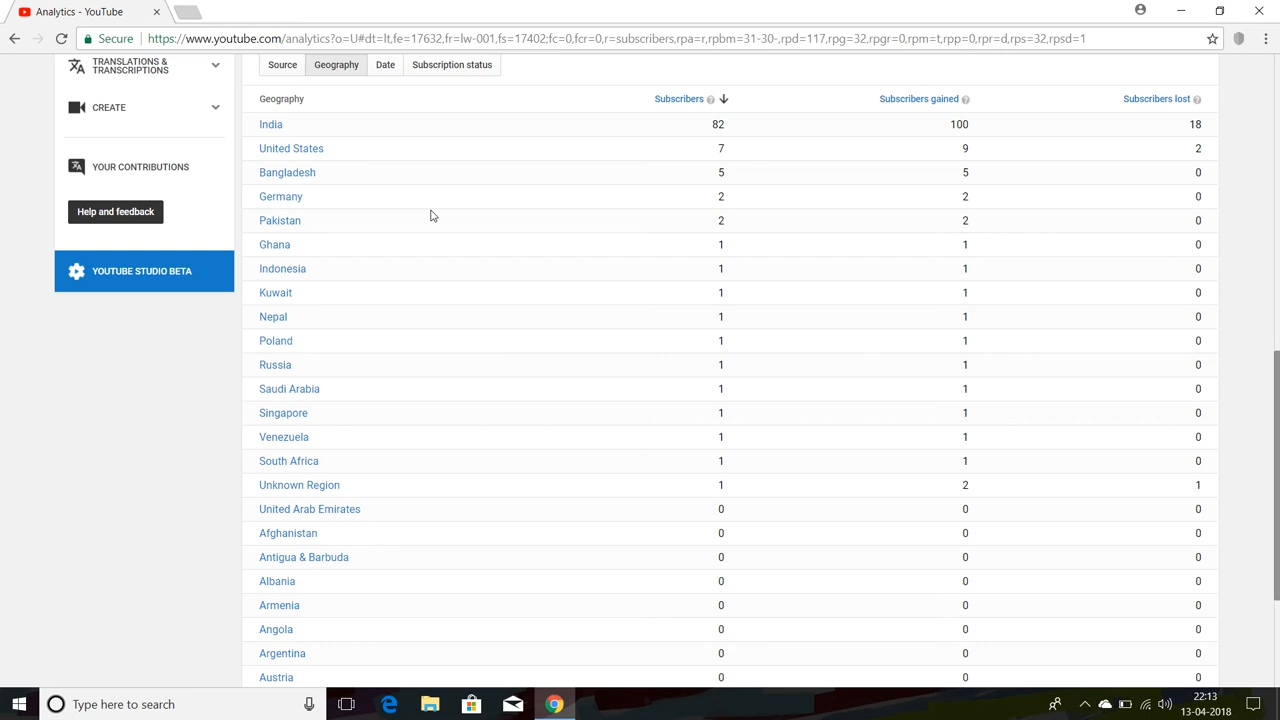 Analytics - YouTube
Secure https://www.youtube.com/analytics?o=U#dt=lt,fe=17632,fr=lw-001,fs=17402;fc=0,fcr=0,r=subscribers,rpa=r,rpbm=31-30-,rpd=117,rpg=32,rpgr=0,rpm=t,rpp=0,rpr=d,rps=32,rpsd=1
TRANSLATIONS &
TRANSCRIPTIONS
CREATE
YOUR CONTRIBUTIONS
Help and feedback
YOUTUBE STUDIO BETA
Source Geography Date Subscription status
Geography Subscribers Subscribers gained Subscribers lost
India 82 100 18
United States 7 9 2
Bangladesh 5 5 0
Germany 2 2 0
Pakistan 2 2 0
Ghana 1 1 0
Indonesia 1 1 0
Kuwait 1 1 0
Nepal 1 1 0
Poland 1 1 0
Russia 1 1 0
Saudi Arabia 1 1 0
Singapore 1 1 0
Venezuela 1 1 0
South Africa 1 1 0
Unknown Region 1 2 1
United Arab Emirates 0 0 0
Afghanistan 0 0 0
Antigua & Barbuda 0 0 0
Albania 0 0 0
Armenia 0 0 0
Angola 0 0 0
Argentina 0 0 0
Austria 0 0 0
Type here to search
22:13
13-04-2018